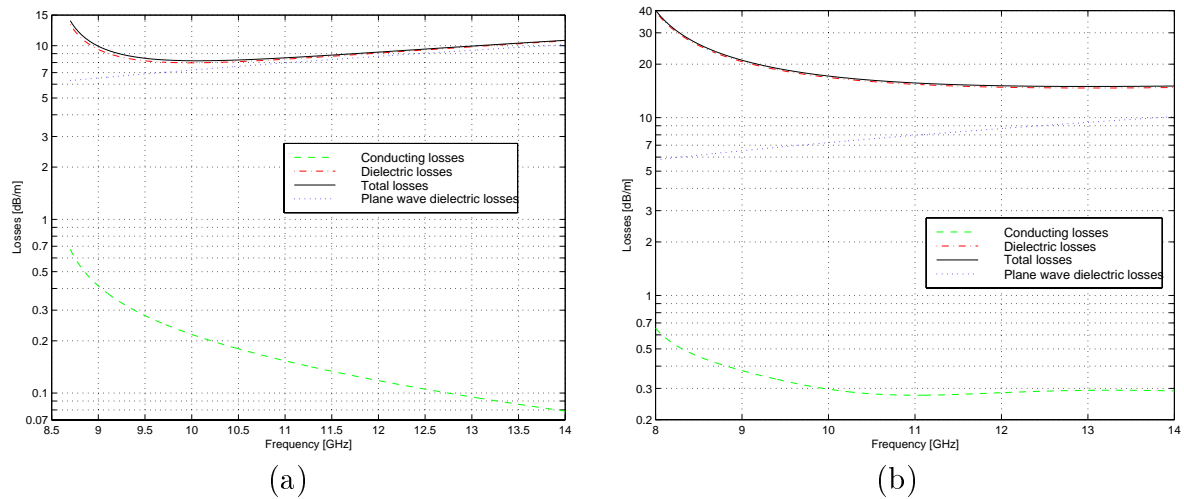 15
10
7
5
3
2
1
0.7
0.5
0.3
0.2
0.1
0.07
Losses [dB/m]
Conducting losses
Dielectric losses
Total losses
Plane wave dielectric losses
8.5 9 9.5 10 10.5 11 11.5 12 12.5 13 13.5 14
Frequency [GHz]
(a)
40
30
20
10
7
5
3
2
1
0.7
0.5
0.3
0.2
Losses [dB/m]
Conducting losses
Dielectric losses
Total losses
Plane wave dielectric losses
8 9 10 11 12 13 14
Frequency [GHz]
(b)